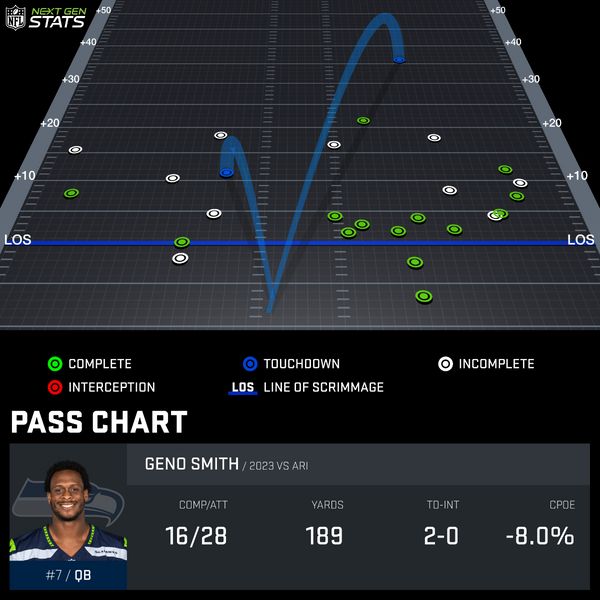 NFL NEXT GEN
STATS
+50 +50
+40 +40
+30 +30
+20 +20
+10 +10
LOS LOS
COMPLETE TOUCHDOWN INCOMPLETE
INTERCEPTION LOS LINE OF SCRIMMAGE
PASS CHART
GENO SMITH / 2023 VS ARI
COMP/ATT YARDS TD-INT CPOE
16/28 189 2-0 -8.0%
#7 / QB